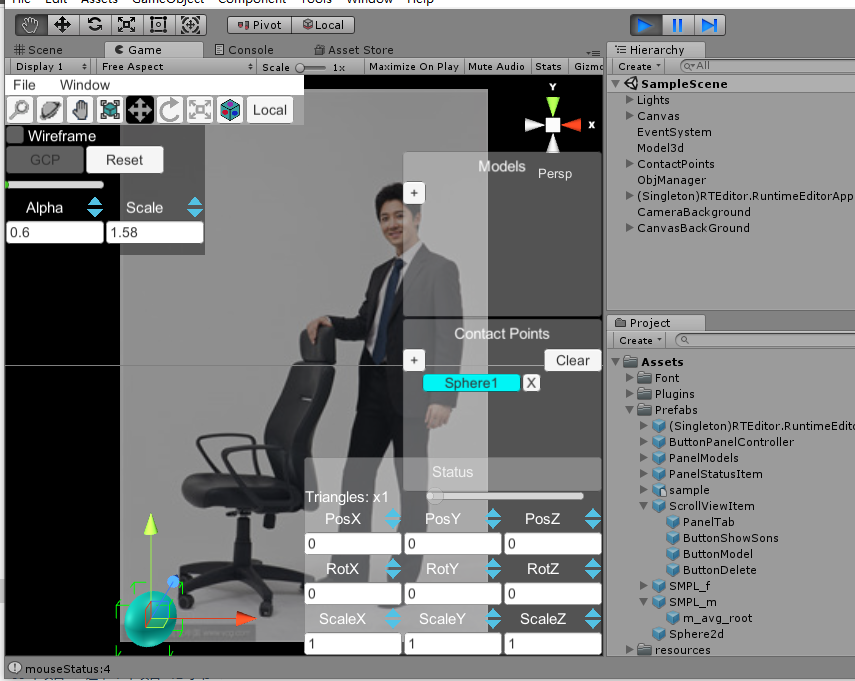 File Edit Assets GameObject Component Tools Window Help
Pivot Local
Scene Game Console Asset Store
Display 1 Free Aspect Scale 1x Maximize On Play Mute Audio Stats Gizmo
File Window
Local
Wireframe
GCP Reset
Alpha Scale
0.6 1.58
Y
X
Persp
Models
+
Contact Points
+ Clear
Sphere1 X
Status
Triangles: x1
PosX PosY PosZ
0 0 0
RotX RotY RotZ
0 0 0
ScaleX ScaleY ScaleZ
1 1 1
mouseStatus:4
Hierarchy
Create All
SampleScene
Lights
Canvas
EventSystem
Model3d
ContactPoints
ObjManager
(Singleton)RTEditor.RuntimeEditorApp
CameraBackground
CanvasBackGround
Project
Create
Assets
Font
Plugins
Prefabs
(Singleton)RTEditor.RuntimeEdito
ButtonPanelController
PanelModels
PanelStatusItem
sample
ScrollViewItem
PanelTab
ButtonShowSons
ButtonModel
ButtonDelete
SMPL_f
SMPL_m
m_avg_root
Sphere2d
resources